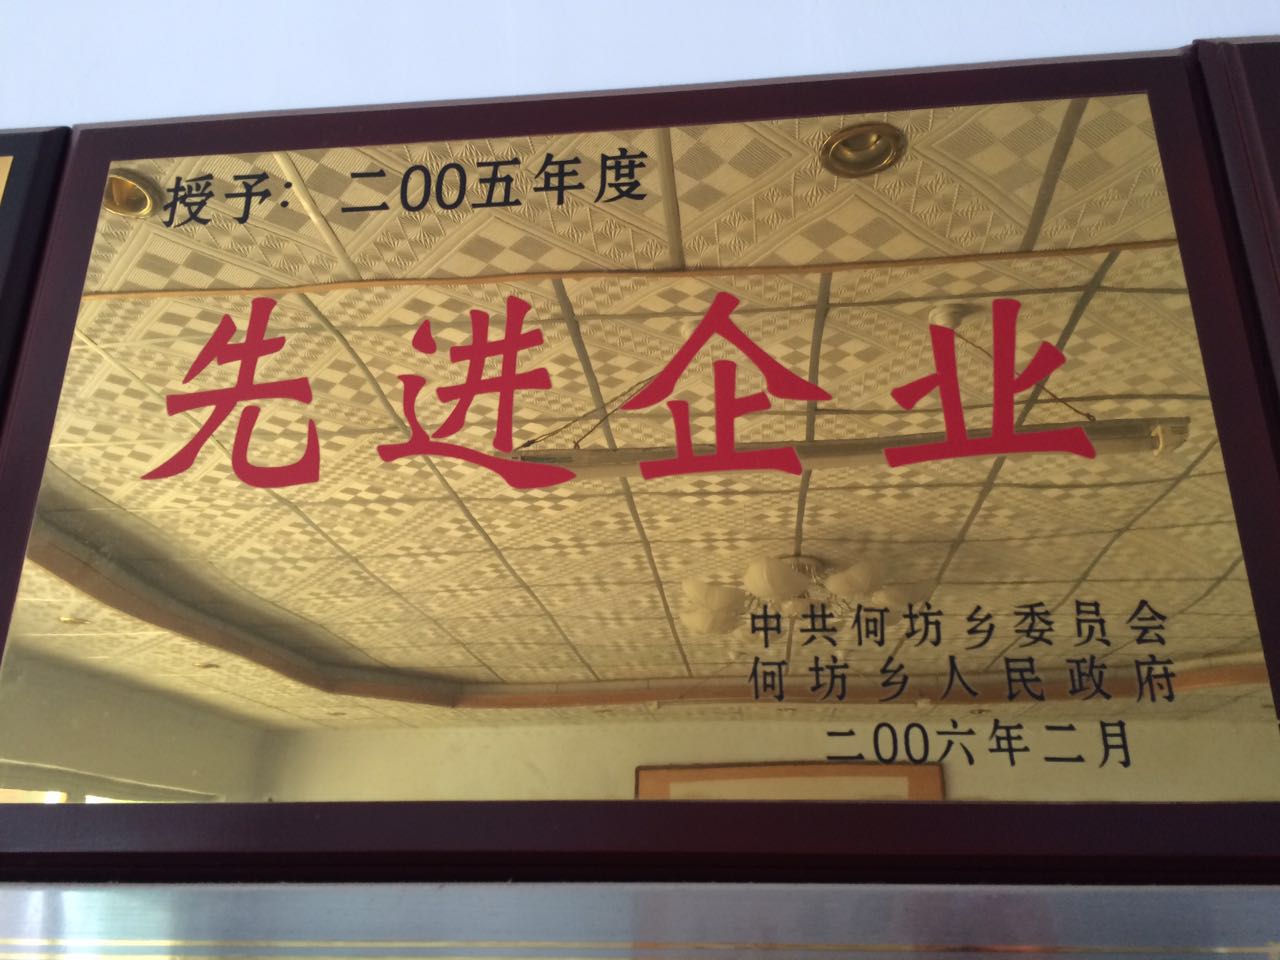 授予：二00五年度
先进企业
中共何坊乡委员会
何坊乡人民政府
二00六年二月